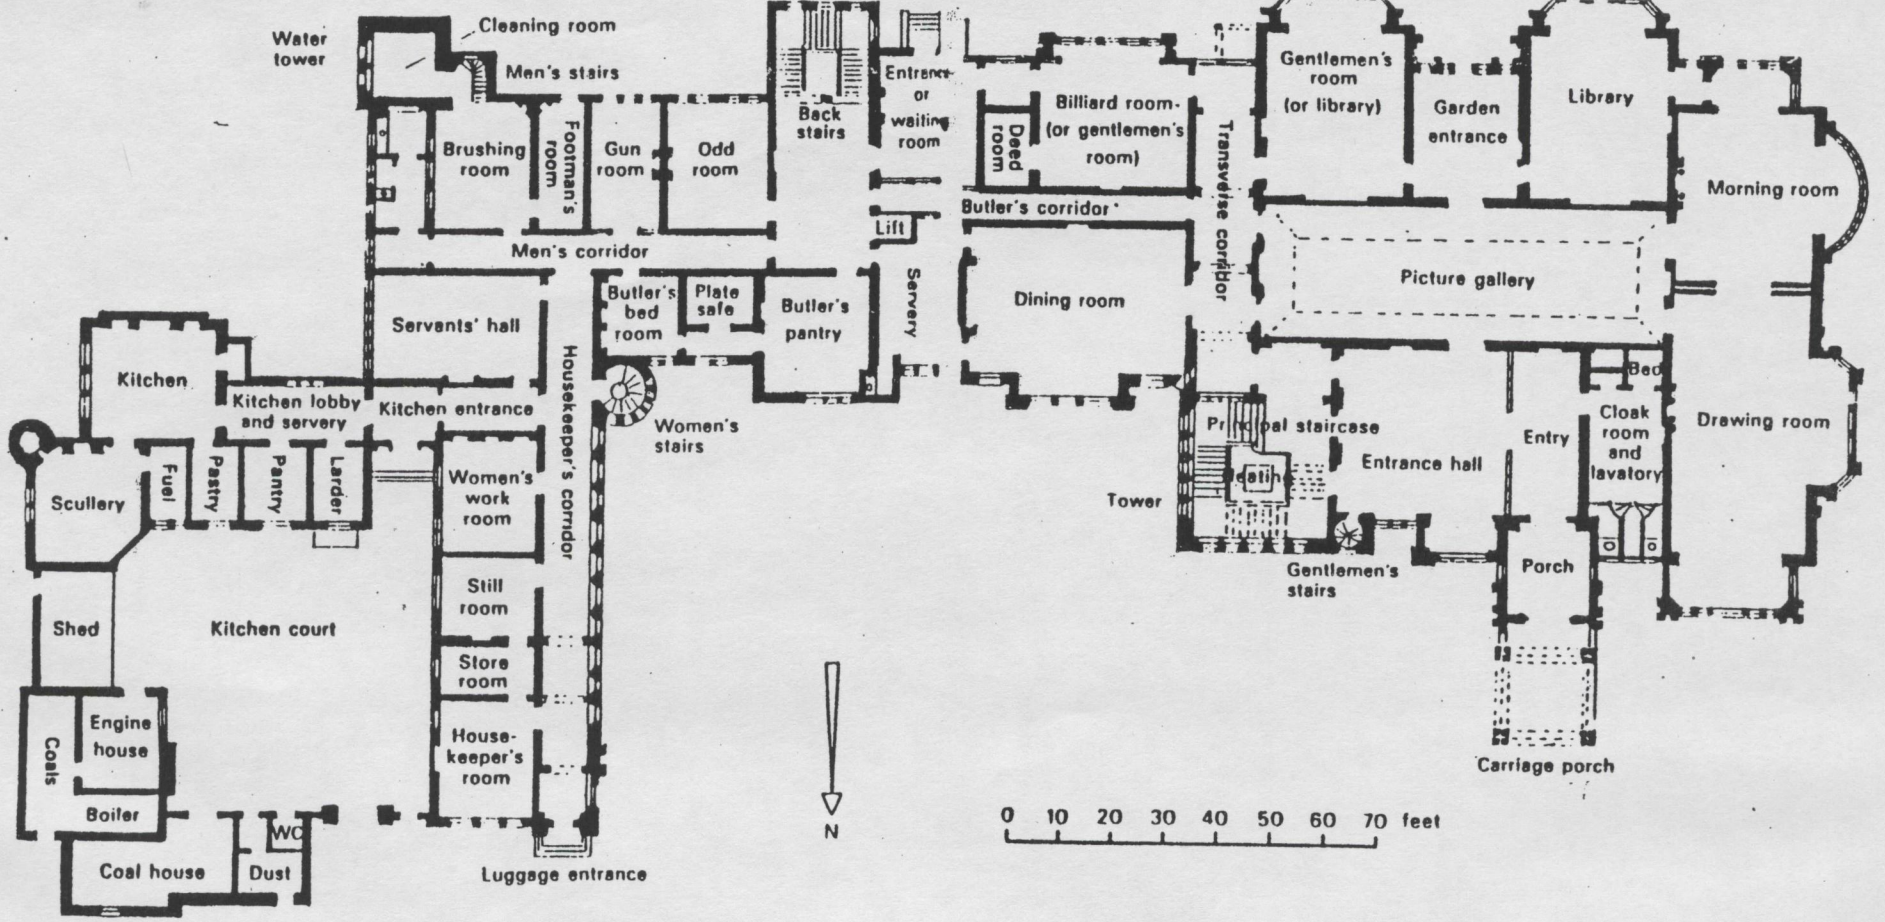 Water
tower
Cleaning room
Men's stairs
Brushing
room
Footman's
room
Gun
room
Odd
room
Back
stairs
Entrance
or
waiting
room
Deed
room
Billiard room-
(or gentlemen's
room)
Transverse corridor
Gentlemen's
room
(or library)
Garden
entrance
Library
Morning room
Butler's corridor
Lift
Men's corridor
Servants' hall
Butler's
bed
room
Plate
safe
Butler's
pantry
Servery
Dining room
Picture gallery
Kitchen
Kitchen lobby
and servery
Kitchen entrance
Housekeeper's corridor
Women's
stairs
Principal staircase
Heating
Tower
Entrance hall
Entry
Bed
Cloak
room
and
lavatory
Drawing room
Scullery
Fuel
Pastry
Pantry
Larder
Women's
work
room
Still
room
Store
room
House-
keeper's
room
Gentlemen's
stairs
Porch
Carriage porch
Shed
Kitchen court
Engine
house
Coals
Boiler
Coal house
WC
Dust
Luggage entrance
N
0 10 20 30 40 50 60 70 feet